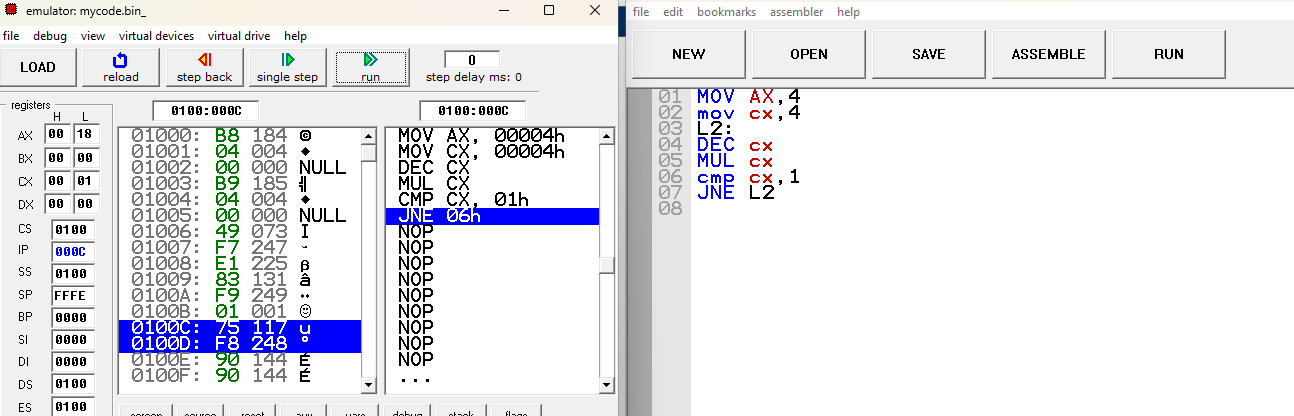 emulator: mycode.bin_
file debug view virtual devices virtual drive help
LOAD reload step back single step run 0
step delay ms: 0
registers
H L
AX 00 18
BX 00 00
CX 00 01
DX 00 00
CS 0100
IP 000C
SS 0100
SP FFFE
BP 0000
SI 0000
DI 0000
DS 0100
ES 0100
0100:000C
01000: B8 184 ©
01001: 04 004 ♦
01002: 00 000 NULL
01003: B9 185 ╣
01004: 04 004 ♦
01005: 00 000 NULL
01006: 49 073 I
01007: F7 247
01008: E1 225 β
01009: 83 131 â
0100A: F9 249 ¨
0100B: 01 001 ☺
0100C: 75 117 u
0100D: F8 248 °
0100E: 90 144 É
0100F: 90 144 É
0100:000C
MOV AX, 00004h
MOV CX, 00004h
DEC CX
MUL CX
CMP CX, 01h
JNE 06h
NOP
NOP
NOP
NOP
NOP
NOP
NOP
NOP
NOP
...
file edit bookmarks assembler help
NEW OPEN SAVE ASSEMBLE RUN
01 MOV AX,4
02 mov cx,4
03 L2:
04 DEC cx
05 MUL cx
06 cmp cx,1
07 JNE L2
08